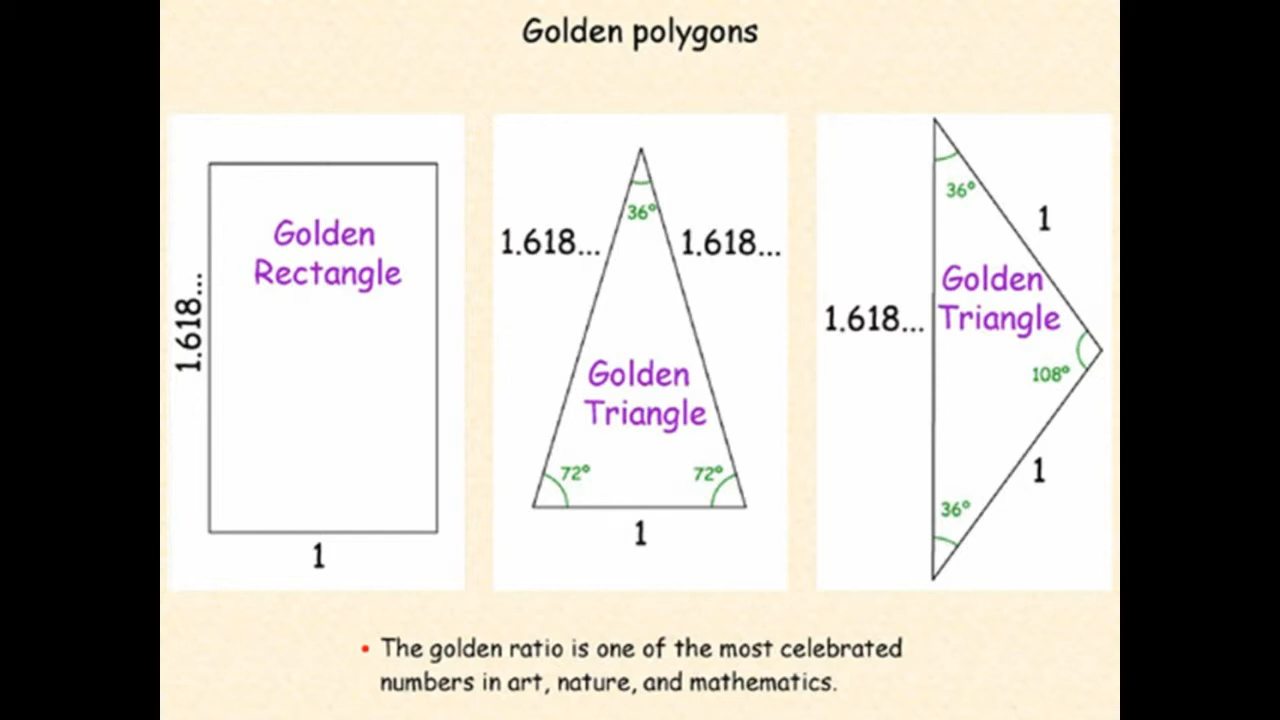 Golden polygons
1.618...
Golden
Rectangle
1
36°
1.618...
1.618...
Golden
Triangle
72°
72°
1
36°
1
Golden
1.618...
Triangle
108°
1
36°
• The golden ratio is one of the most celebrated
numbers in art, nature, and mathematics.